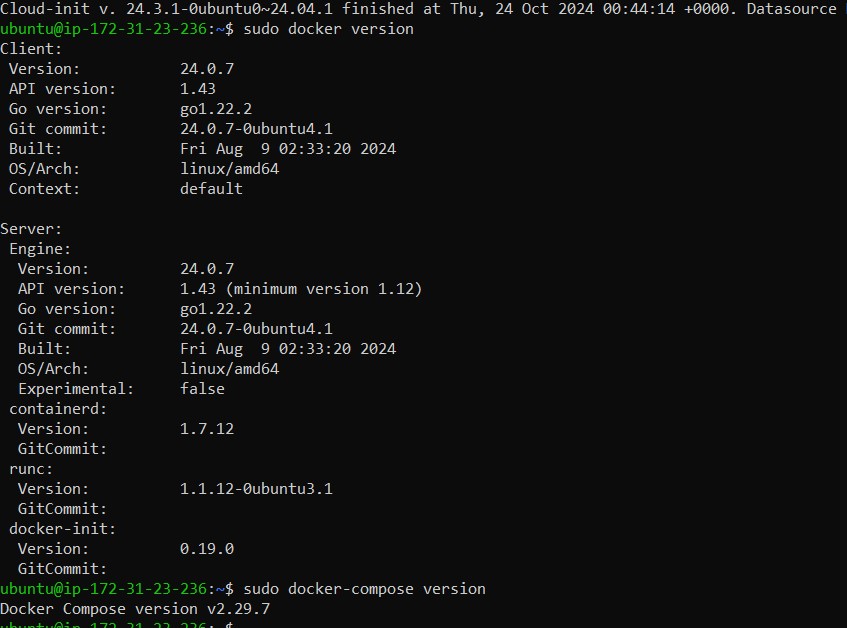 Cloud-init v. 24.3.1-0ubuntu0~24.04.1 finished at Thu, 24 Oct 2024 00:44:14 +0000. Datasource
ubuntu@ip-172-31-23-236:~$ sudo docker version
Client:
 Version:           24.0.7
 API version:       1.43
 Go version:        go1.22.2
 Git commit:        24.0.7-0ubuntu4.1
 Built:             Fri Aug  9 02:33:20 2024
 OS/Arch:           linux/amd64
 Context:           default

Server:
 Engine:
  Version:          24.0.7
  API version:      1.43 (minimum version 1.12)
  Go version:       go1.22.2
  Git commit:       24.0.7-0ubuntu4.1
  Built:            Fri Aug  9 02:33:20 2024
  OS/Arch:          linux/amd64
  Experimental:     false
 containerd:
  Version:          1.7.12
  GitCommit:
 runc:
  Version:          1.1.12-0ubuntu3.1
  GitCommit:
 docker-init:
  Version:          0.19.0
  GitCommit:
ubuntu@ip-172-31-23-236:~$ sudo docker-compose version
Docker Compose version v2.29.7
ubuntu@ip-172-31-23-236:~$